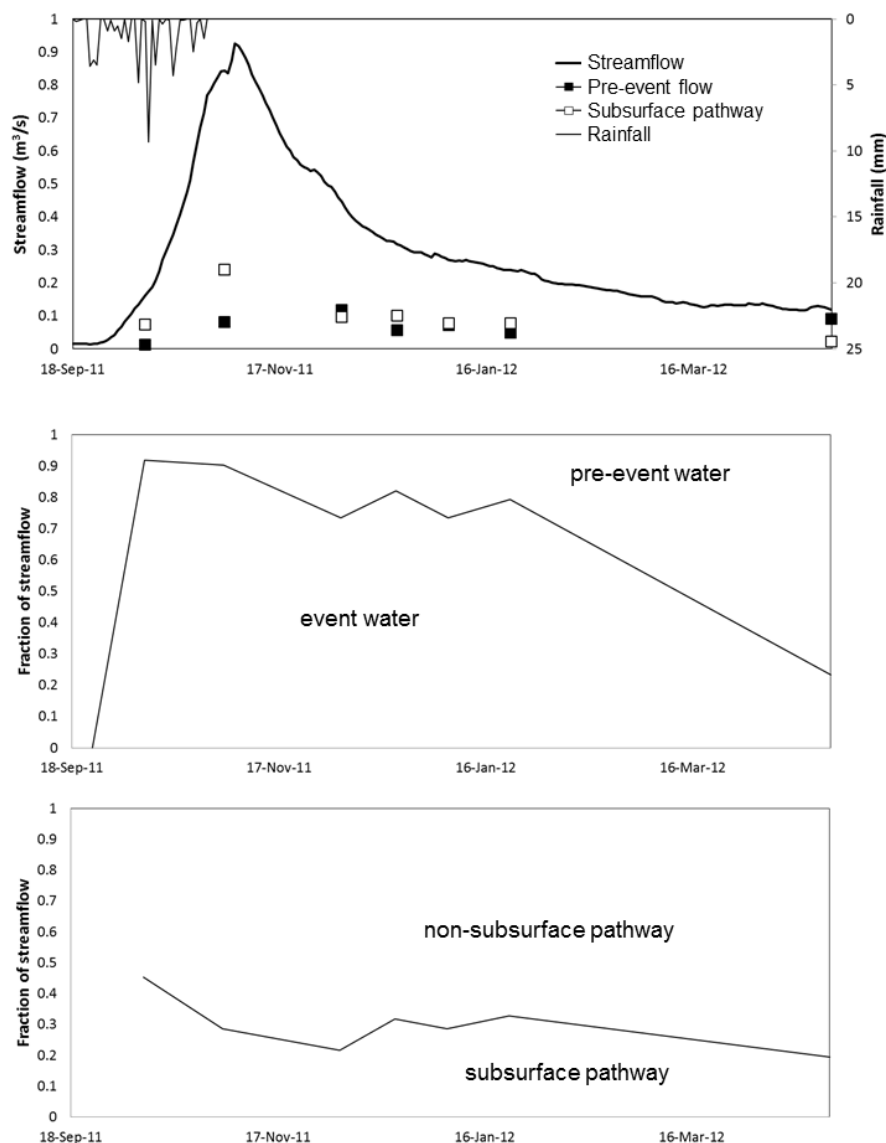 1
0.9
0.8
0.7
0.6
0.5
0.4
0.3
0.2
0.1
0
Streamflow (m³/s)
Streamflow
Pre-event flow
Subsurface pathway
Rainfall
0
5
10
15
20
25
Rainfall (mm)
18-Sep-11 17-Nov-11 16-Jan-12 16-Mar-12
1
0.9
0.8
0.7
0.6
0.5
0.4
0.3
0.2
0.1
0
Fraction of streamflow
pre-event water
event water
18-Sep-11 17-Nov-11 16-Jan-12 16-Mar-12
1
0.9
0.8
0.7
0.6
0.5
0.4
0.3
0.2
0.1
0
Fraction of streamflow
non-subsurface pathway
subsurface pathway
18-Sep-11 17-Nov-11 16-Jan-12 16-Mar-12